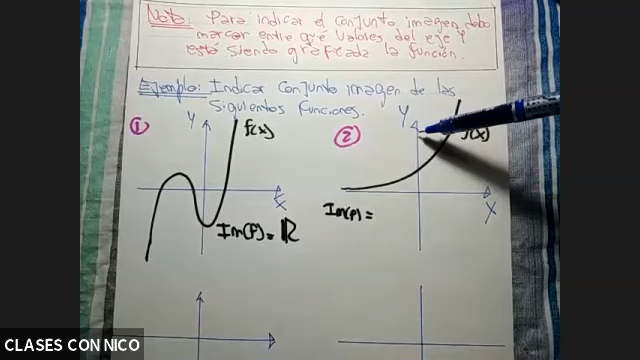 Nota: Para indicar el conjunto imagen debo
marcar entre qué valores del eje Y
está siendo graficada la función.
Ejemplo: Indicar conjunto imagen de las
siguientes funciones.
① Y f(x)
② Y f(x)
X
Im(f) = ℝ
X
Im(f) =
CLASES CON NICO